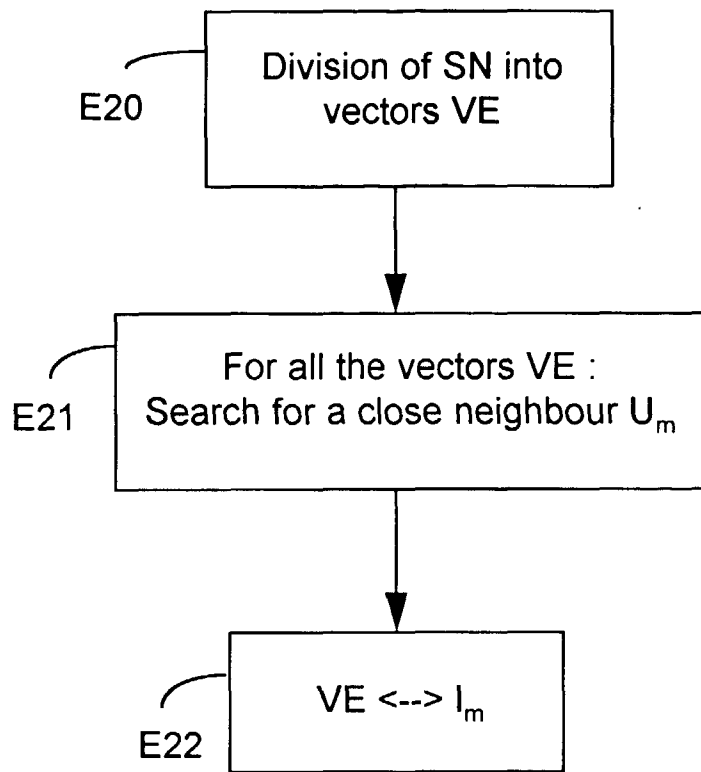 Division of SN into
vectors VE
E20
For all the vectors VE :
Search for a close neighbour Um
E21
VE <--> Im
E22